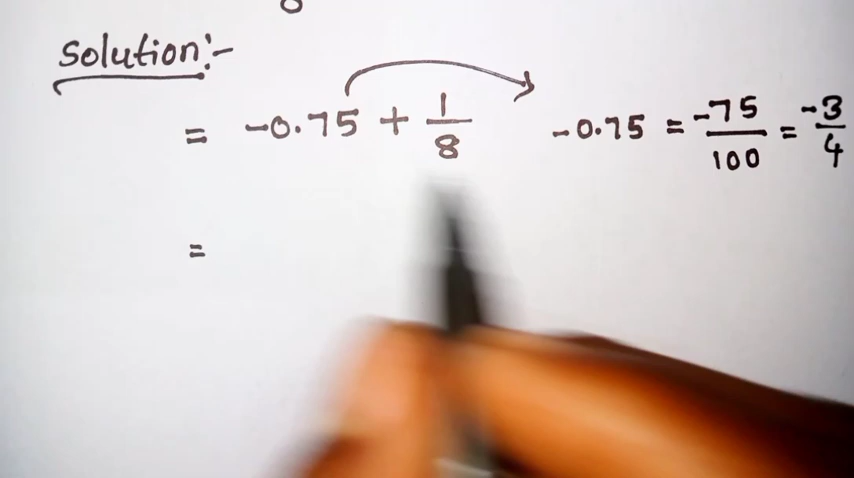 Solution:-
= -0.75 + 1/8 -0.75 = -75/100 = -3/4
=